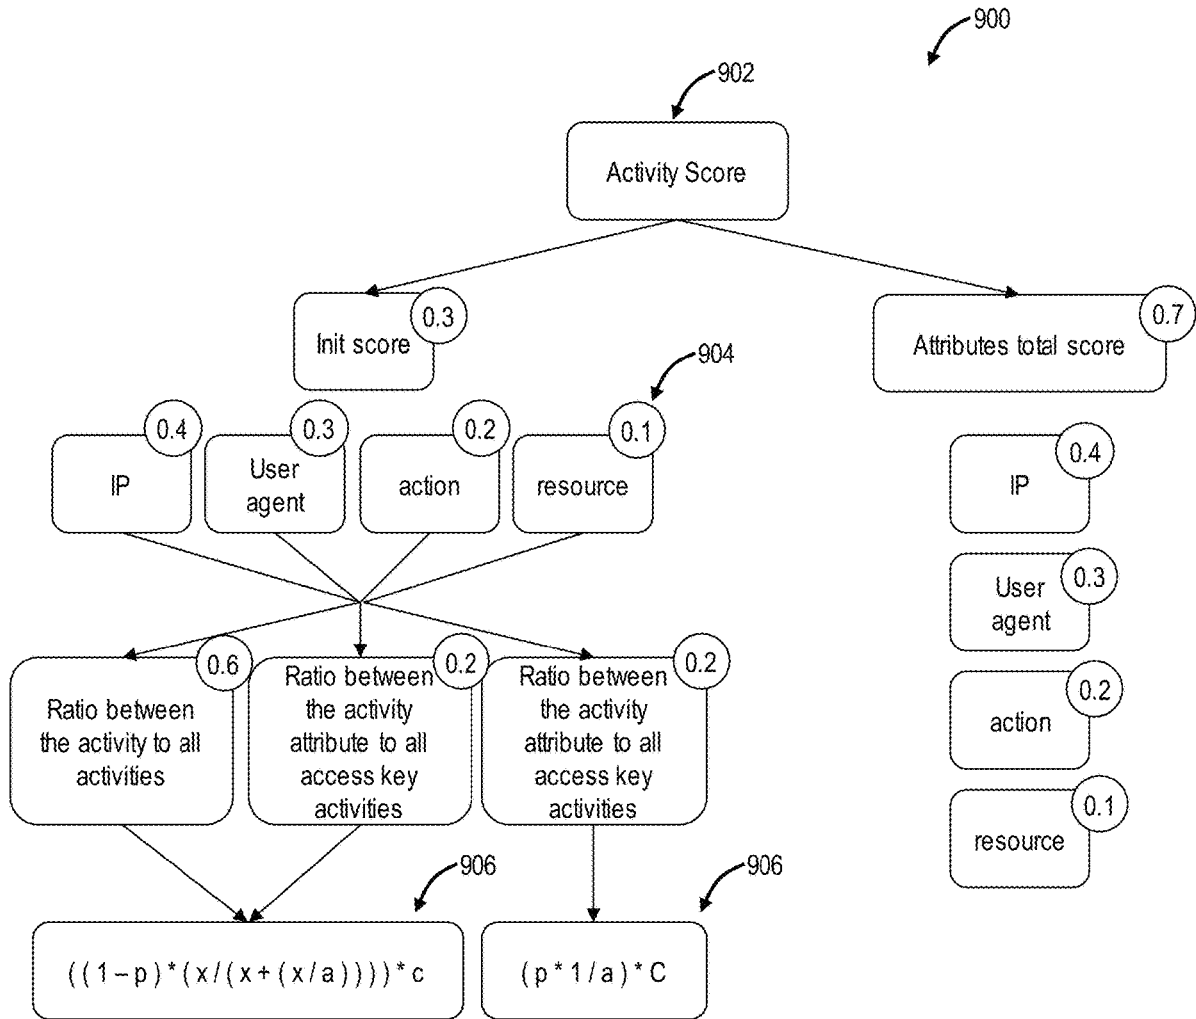 900
902
Activity Score
0.3
Init score
0.7
Attributes total score
904
0.4
IP
0.3
User
agent
0.2
action
0.1
resource
0.4
IP
0.3
User
agent
0.2
action
0.1
resource
0.6
Ratio between
the activity to all
activities
0.2
Ratio between
the activity
attribute to all
access key
activities
0.2
Ratio between
the activity
attribute to all
access key
activities
906
((1–p)*(x/(x+(x/a))))*c
906
(p*1/a)*C